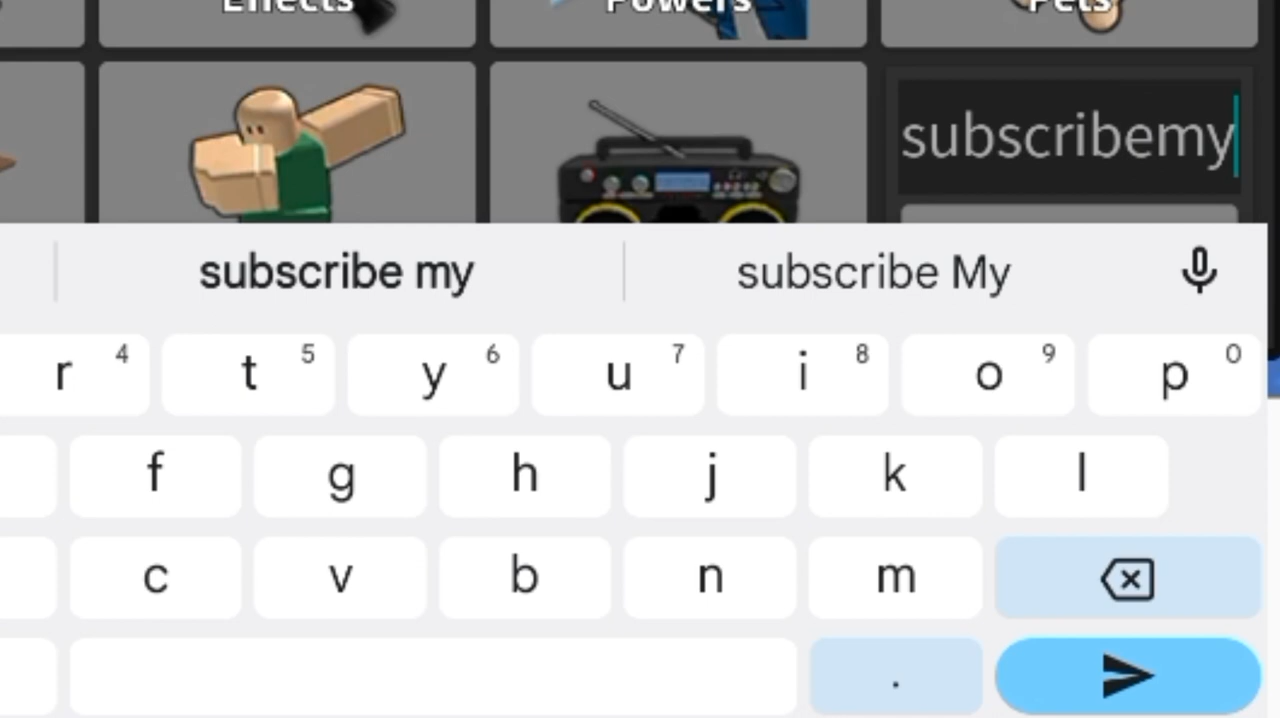 Effects Powers Pets
subscribemy
subscribe my subscribe My
r 4 t 5 y 6 u 7 i 8 o 9 p 0
f g h j k l
c v b n m
.